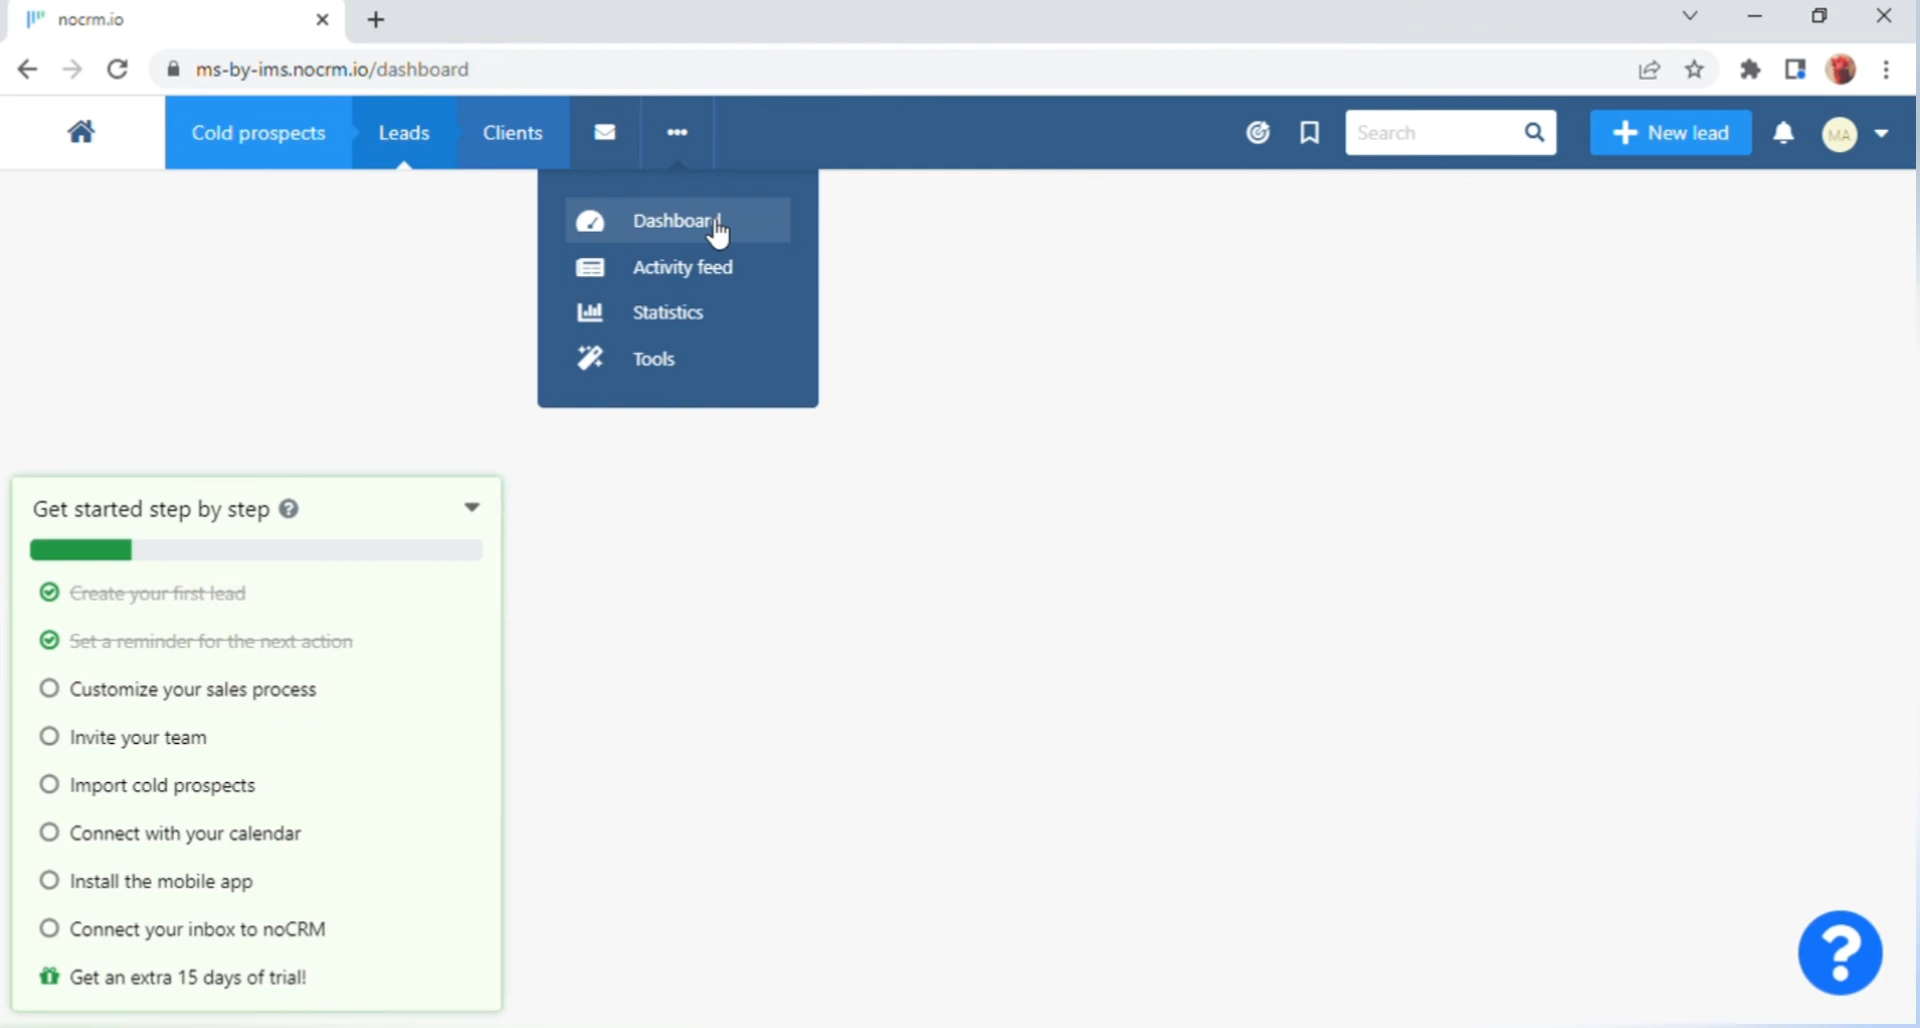 nocrm.io
ms-by-ims.nocrm.io/dashboard
Cold prospects
Leads
Clients
Search
New lead
MA
Dashboard
Activity feed
Statistics
Tools
Get started step by step
Create your first lead
Set a reminder for the next action
Customize your sales process
Invite your team
Import cold prospects
Connect with your calendar
Install the mobile app
Connect your inbox to noCRM
Get an extra 15 days of trial!